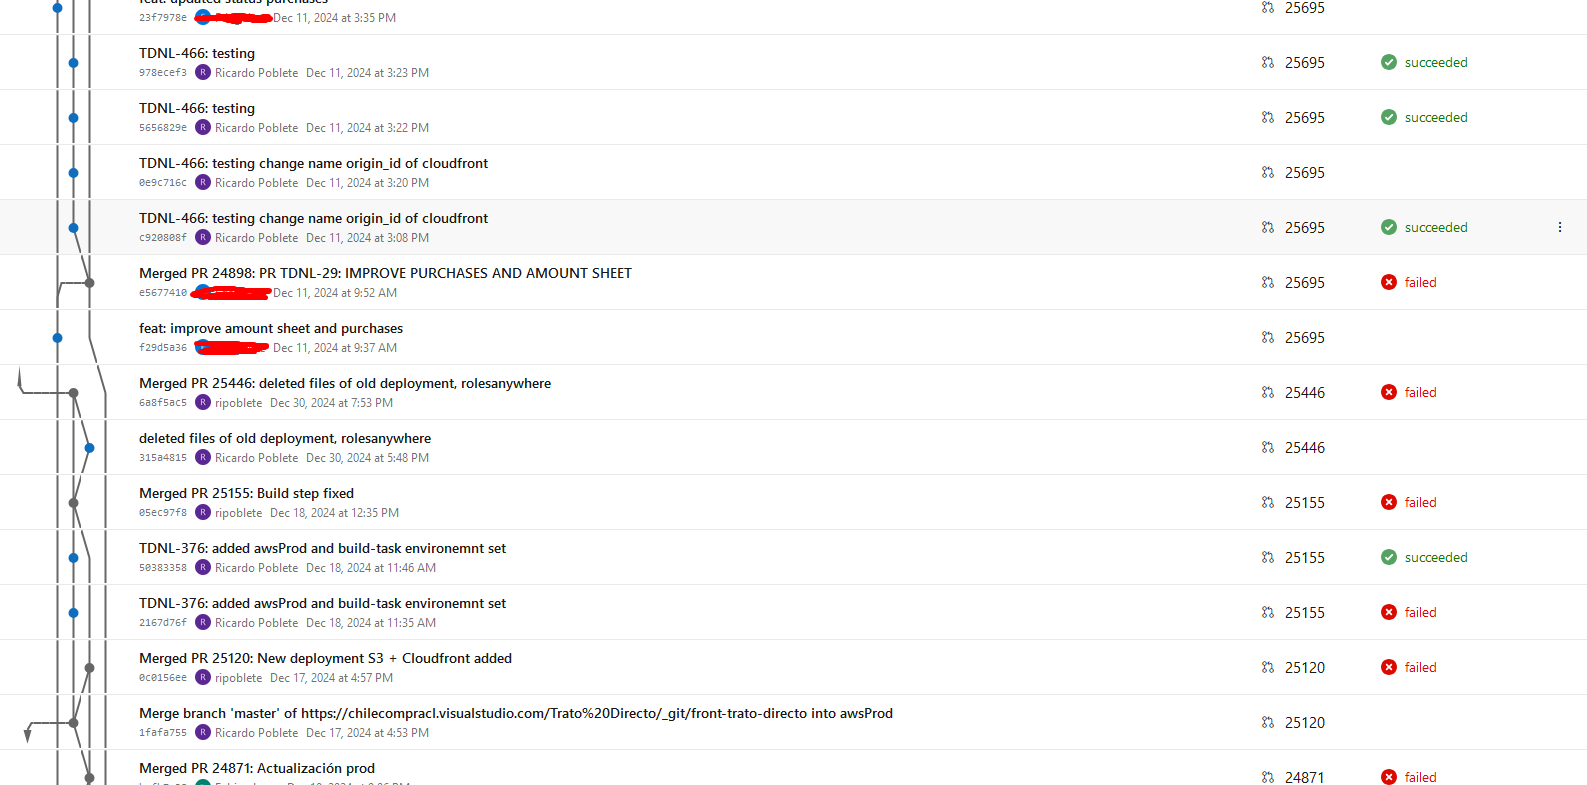 feat: updated status purchases
23f7978e Dec 11, 2024 at 3:35 PM 25695
TDNL-466: testing
978ecef3 R Ricardo Poblete Dec 11, 2024 at 3:23 PM 25695 succeeded
TDNL-466: testing
5656829e R Ricardo Poblete Dec 11, 2024 at 3:22 PM 25695 succeeded
TDNL-466: testing change name origin_id of cloudfront
0e9c716c R Ricardo Poblete Dec 11, 2024 at 3:20 PM 25695
TDNL-466: testing change name origin_id of cloudfront
c920808f R Ricardo Poblete Dec 11, 2024 at 3:08 PM 25695 succeeded
Merged PR 24898: PR TDNL-29: IMPROVE PURCHASES AND AMOUNT SHEET
e5677410 Dec 11, 2024 at 9:52 AM 25695 failed
feat: improve amount sheet and purchases
f29d5a36 Dec 11, 2024 at 9:37 AM 25695
Merged PR 25446: deleted files of old deployment, rolesanywhere
6a8f5ac5 R ripoblete Dec 30, 2024 at 7:53 PM 25446 failed
deleted files of old deployment, rolesanywhere
315a4815 R Ricardo Poblete Dec 30, 2024 at 5:48 PM 25446
Merged PR 25155: Build step fixed
05ec97f8 R ripoblete Dec 18, 2024 at 12:35 PM 25155 failed
TDNL-376: added awsProd and build-task environemnt set
50383358 R Ricardo Poblete Dec 18, 2024 at 11:46 AM 25155 succeeded
TDNL-376: added awsProd and build-task environemnt set
2167d76f R Ricardo Poblete Dec 18, 2024 at 11:35 AM 25155 failed
Merged PR 25120: New deployment S3 + Cloudfront added
0c0156ee R ripoblete Dec 17, 2024 at 4:57 PM 25120 failed
Merge branch 'master' of https://chilecompracl.visualstudio.com/Trato%20Directo/_git/front-trato-directo into awsProd
1fafa755 R Ricardo Poblete Dec 17, 2024 at 4:53 PM 25120
Merged PR 24871: Actualización prod
24871 failed